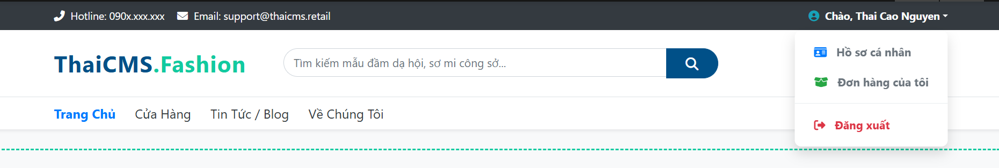 Hotline: 090x.xxx.xxx Email: support@thaicms.retail Chào, Thai Cao Nguyen
ThaiCMS.Fashion
Tìm kiếm mẫu đầm dạ hội, sơ mi công sở...
Hồ sơ cá nhân
Đơn hàng của tôi
Trang Chủ Cửa Hàng Tin Tức / Blog Về Chúng Tôi
Đăng xuất